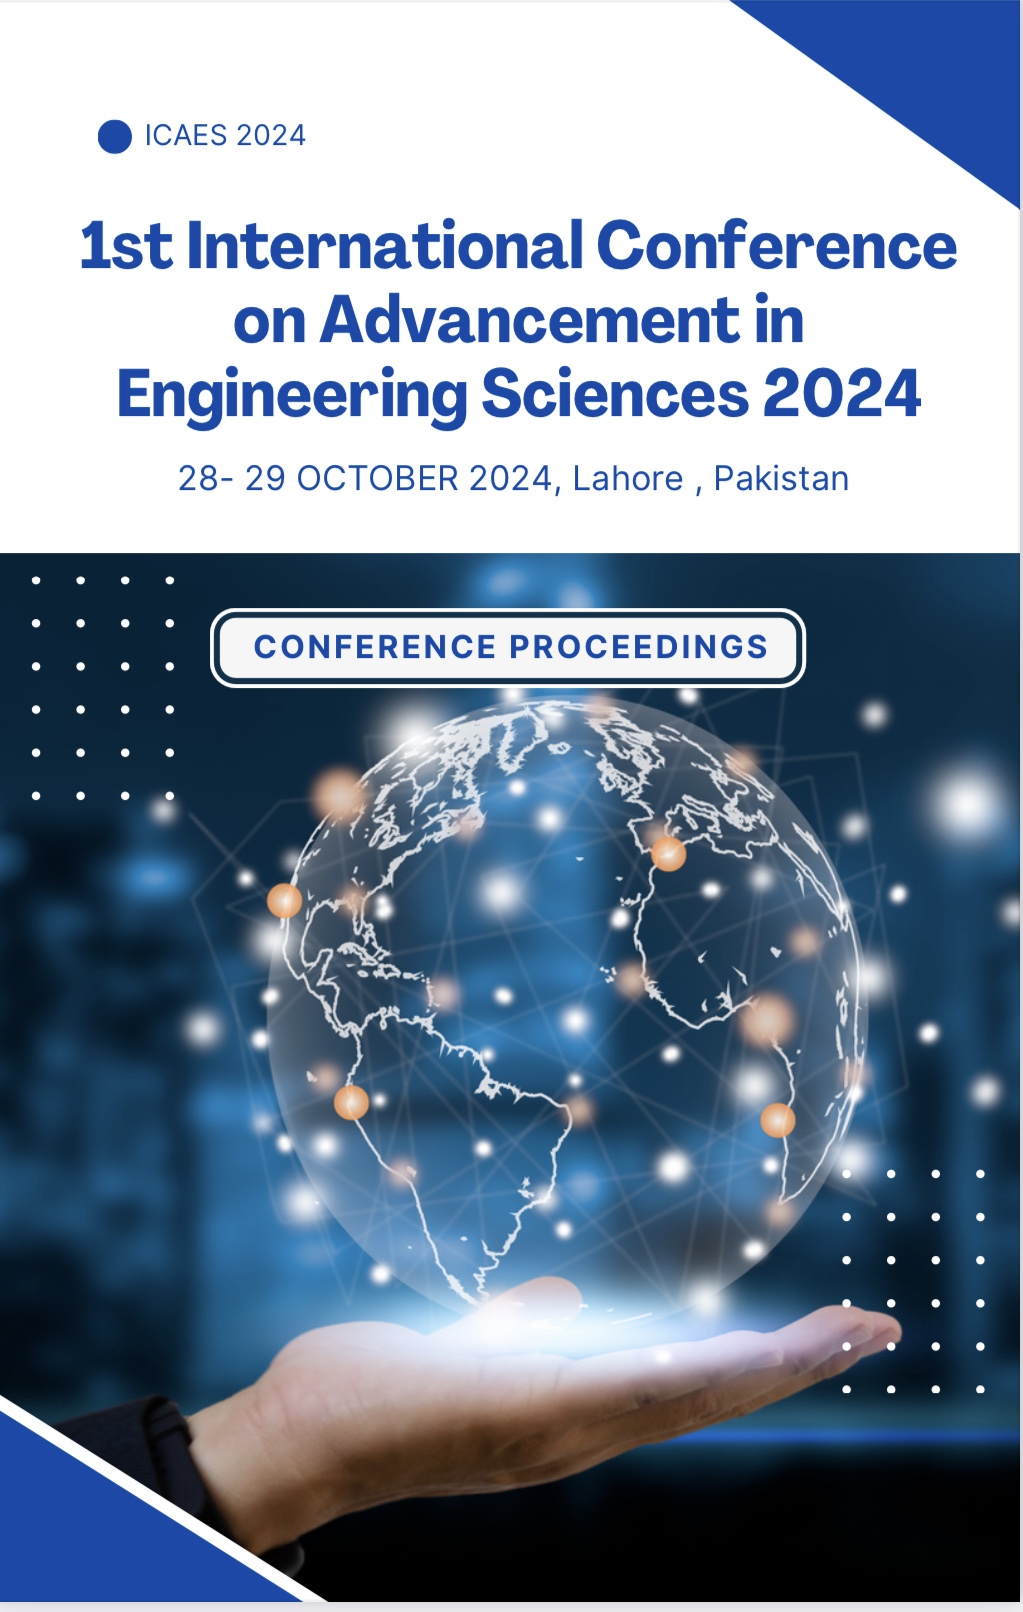 ICAES 2024
1st International Conference
on Advancement in
Engineering Sciences 2024
28- 29 OCTOBER 2024, Lahore , Pakistan
CONFERENCE PROCEEDINGS